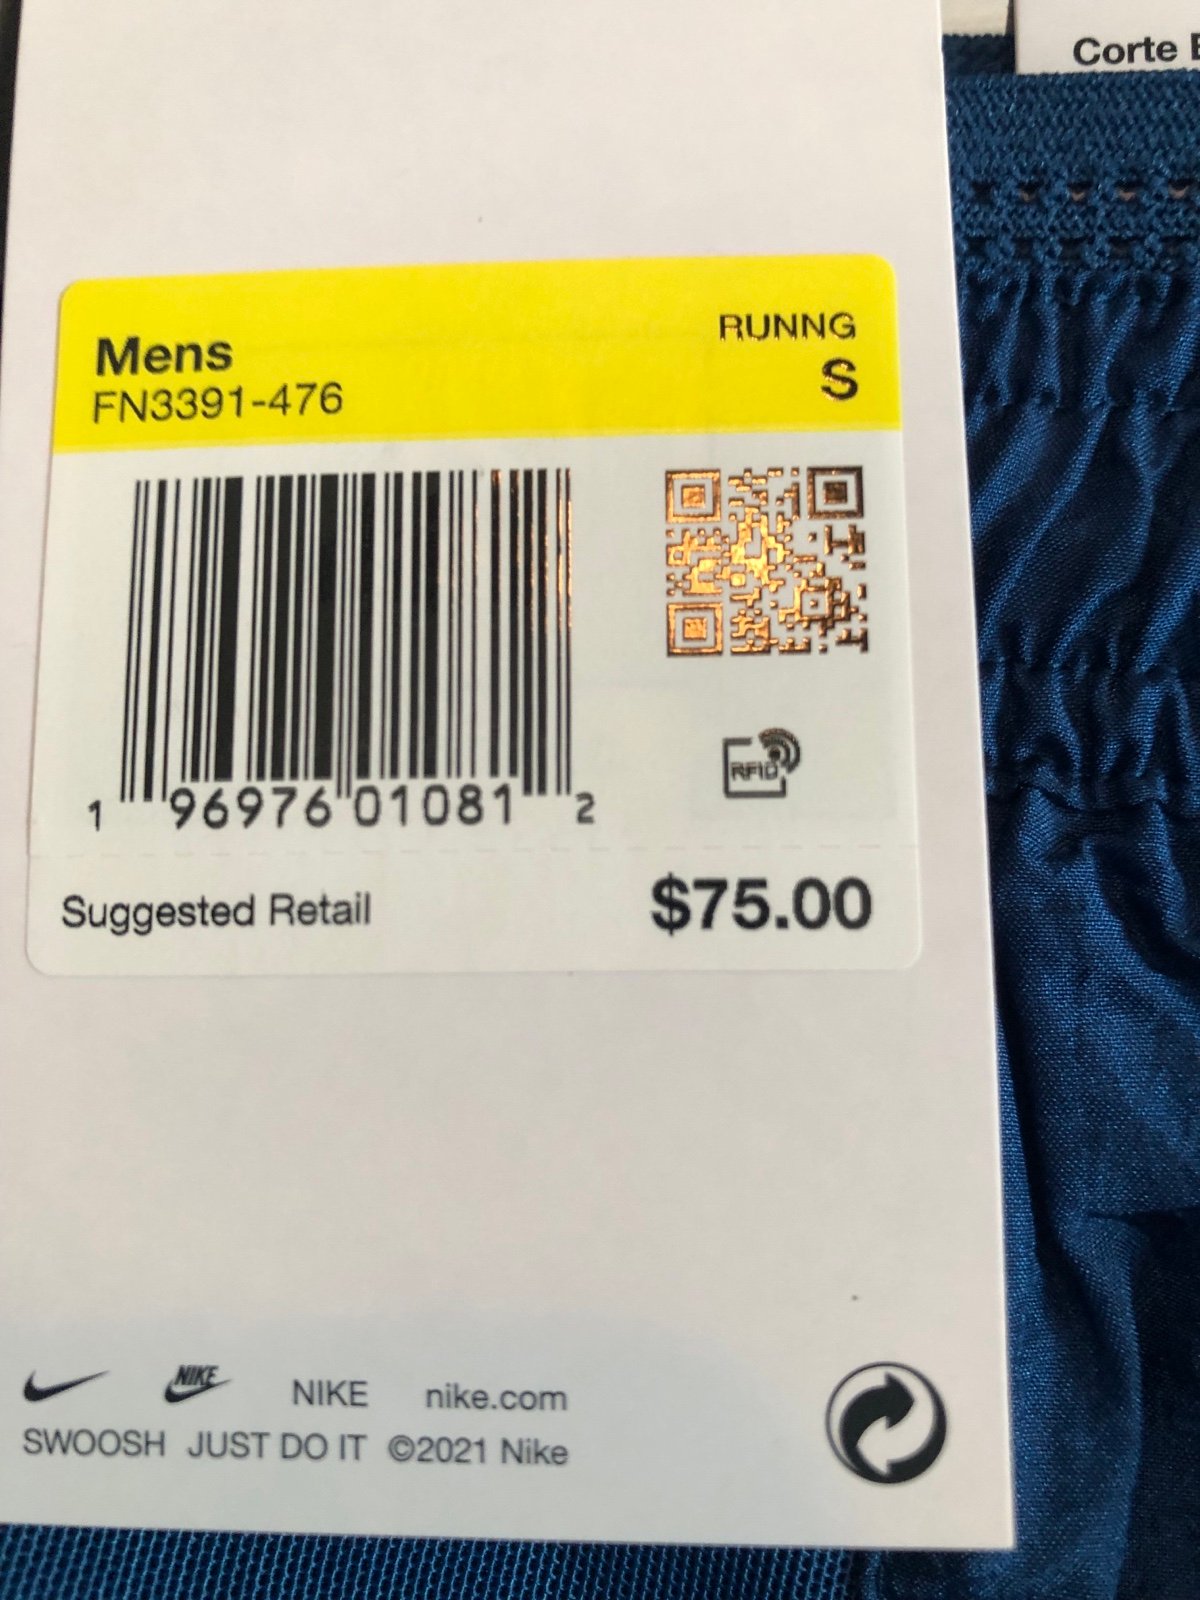 Corte
Mens
RUNNG
FN3391-476
S
RFID
1 96976 01081 2
Suggested Retail $75.00
NIKE NIKE nike.com
SWOOSH JUST DO IT ©2021 Nike